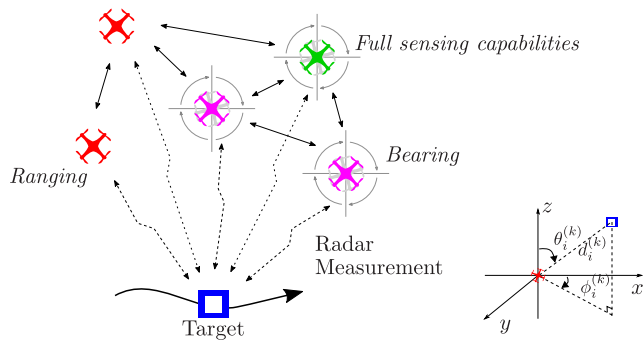 Full sensing capabilities
Bearing
Ranging
Radar
Measurement
Target
z
θ_i^{(k)}
d_i^{(k)}
ϕ_i^{(k)}
x
y